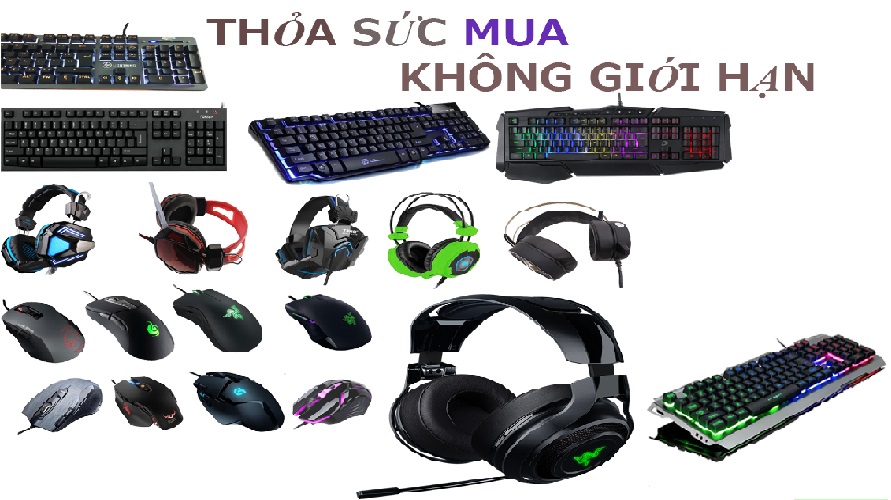 THỎA SỨC MUA
KHÔNG GIỚI HẠN